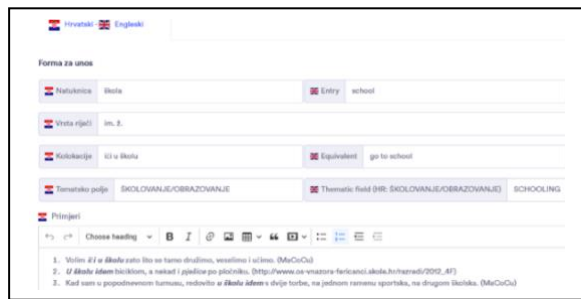 Hrvatski - Engleski
Forma za unos
Natuknica škola Entry school
Vrsta riječi im. ž.
Kolokacije ići u školu Equivalent go to school
Tematsko polje ŠKOLOVANJE/OBRAZOVANJE Thematic field (HR: ŠKOLOVANJE/OBRAZOVANJE) SCHOOLING
Primjeri
Choose heading B I
1. Volim ići u školu zato što se tamo družimo, veselimo i učimo. (MaCoCu)
2. U školu idem biciklom, a nekad i pješice po pločniku. (http://www.os-vnazora-fericanci.skole.hr/razredi/2012_4F)
3. Kad sam u popodnevnom turnusu, redovito u školu idem s dvije torbe, na jednom ramenu sportska, na drugom školska. (MaCoCu)